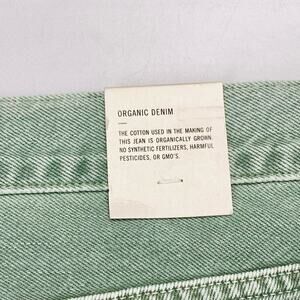 ORGANIC DENIM
THE COTTON USED IN THE MAKING OF
THIS JEAN IS ORGANICALLY GROWN.
NO SYNTHETIC FERTILIZERS, HARMFUL
PESTICIDES, OR GMO'S.